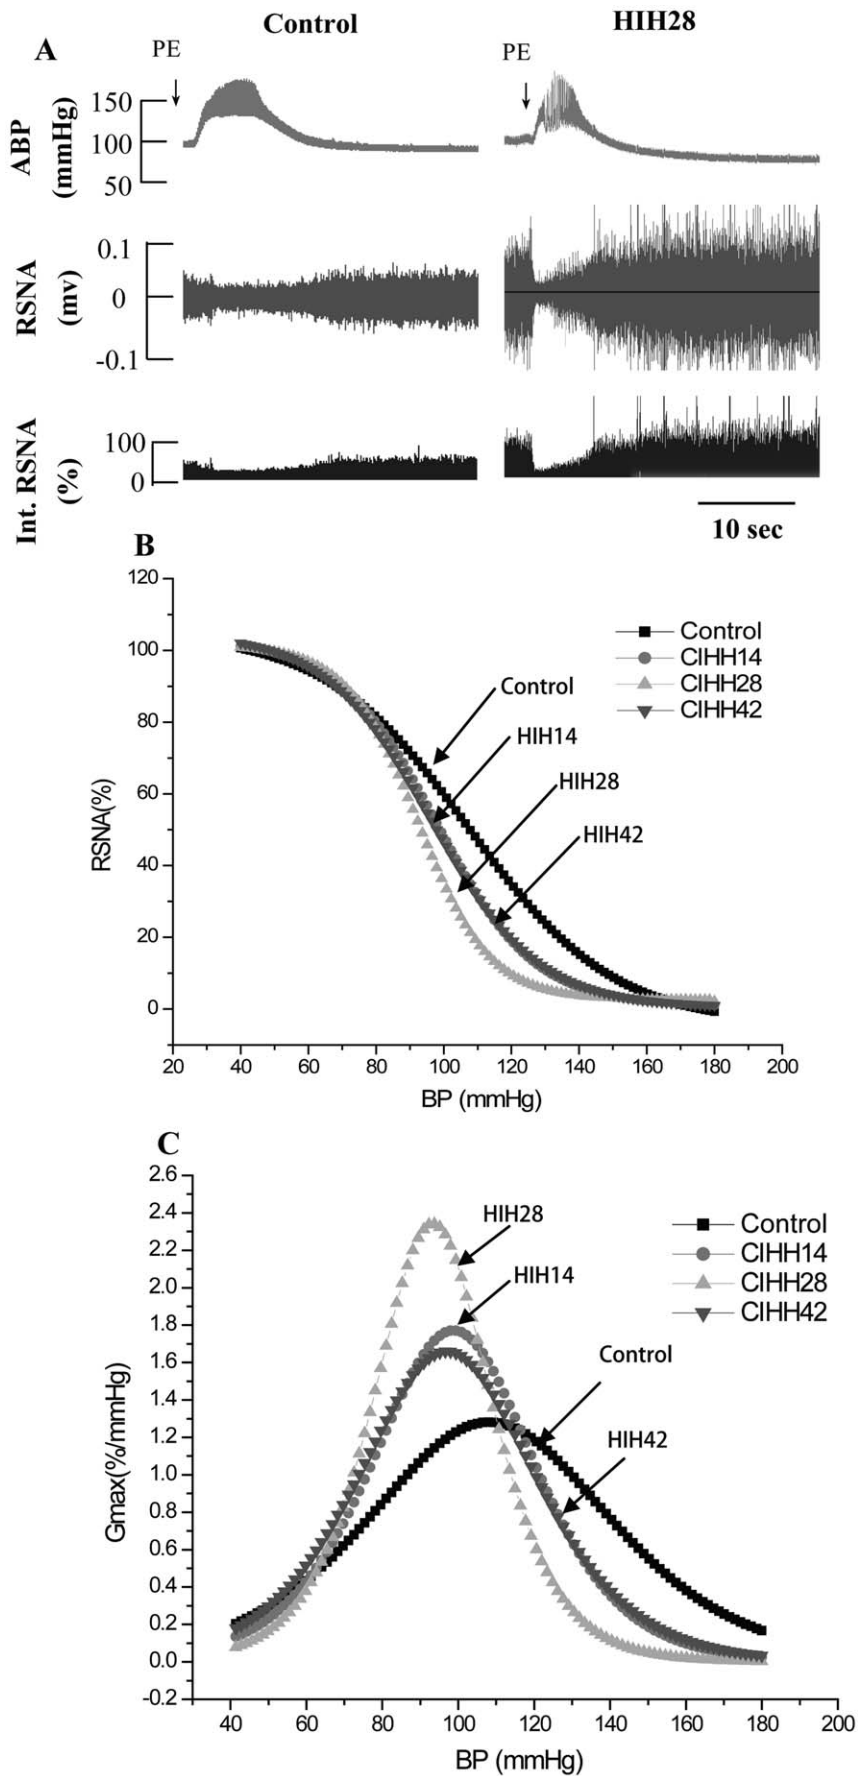 A
Control
HIH28
PE
PE
ABP
(mmHg)
150
100
50
RSNA
(mv)
0.1
0
-0.1
Int. RSNA
(%)
100
0
10 sec
B
120
100
80
60
40
20
0
RSNA(%)
20 40 60 80 100 120 140 160 180 200
BP (mmHg)
Control
CIHH14
CIHH28
CIHH42
Control
HIH14
HIH28
HIH42
C
2.6
2.4
2.2
2.0
1.8
1.6
1.4
1.2
1.0
0.8
0.6
0.4
0.2
0.0
-0.2
Gmax(%/mmHg)
40 60 80 100 120 140 160 180 200
BP (mmHg)
HIH28
HIH14
Control
HIH42
Control
CIHH14
CIHH28
CIHH42